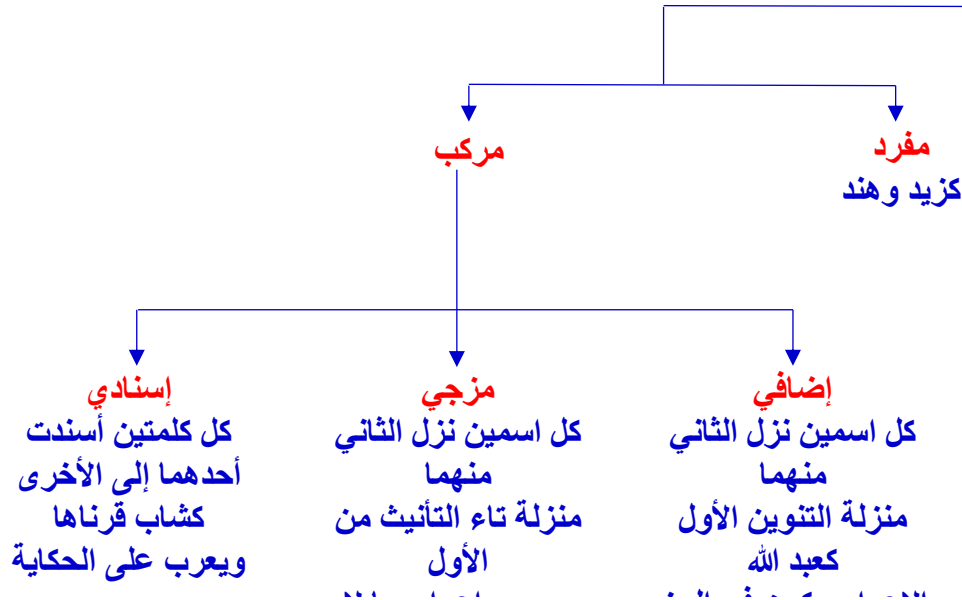 مفرد
كزيد وهند
مركب
إضافي
كل اسمين نزل الثاني
منهما
منزلة التنوين الأول
كعبد الله
مزجي
كل اسمين نزل الثاني
منهما
منزلة تاء التأنيث من
الأول
إسنادي
كل كلمتين أسندت
أحدهما إلى الأخرى
كشاب قرناها
ويعرب على الحكاية